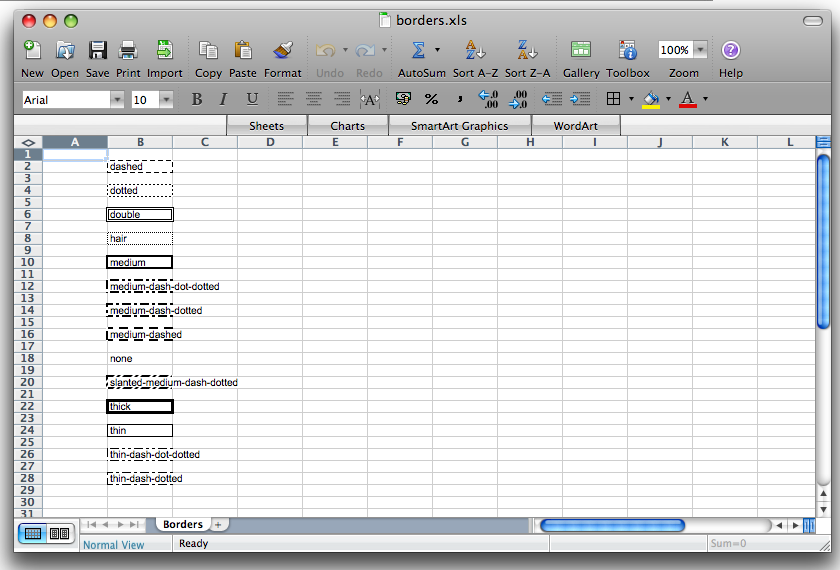 borders.xls
New Open Save Print Import Copy Paste Format Undo Redo AutoSum Sort A-Z Sort Z-A Gallery Toolbox 100% Zoom Help
Arial 10 B I U A % , .0 .00 .00 .0 A
Sheets Charts SmartArt Graphics WordArt
A B C D E F G H I J K L
1
2 dashed
3
4 dotted
5
6 double
7
8 hair
9
10 medium
11
12 medium-dash-dot-dotted
13
14 medium-dash-dotted
15
16 medium-dashed
17
18 none
19
20 slanted-medium-dash-dotted
21
22 thick
23
24 thin
25
26 thin-dash-dot-dotted
27
28 thin-dash-dotted
29
30
31
Borders +
Normal View Ready Sum=0